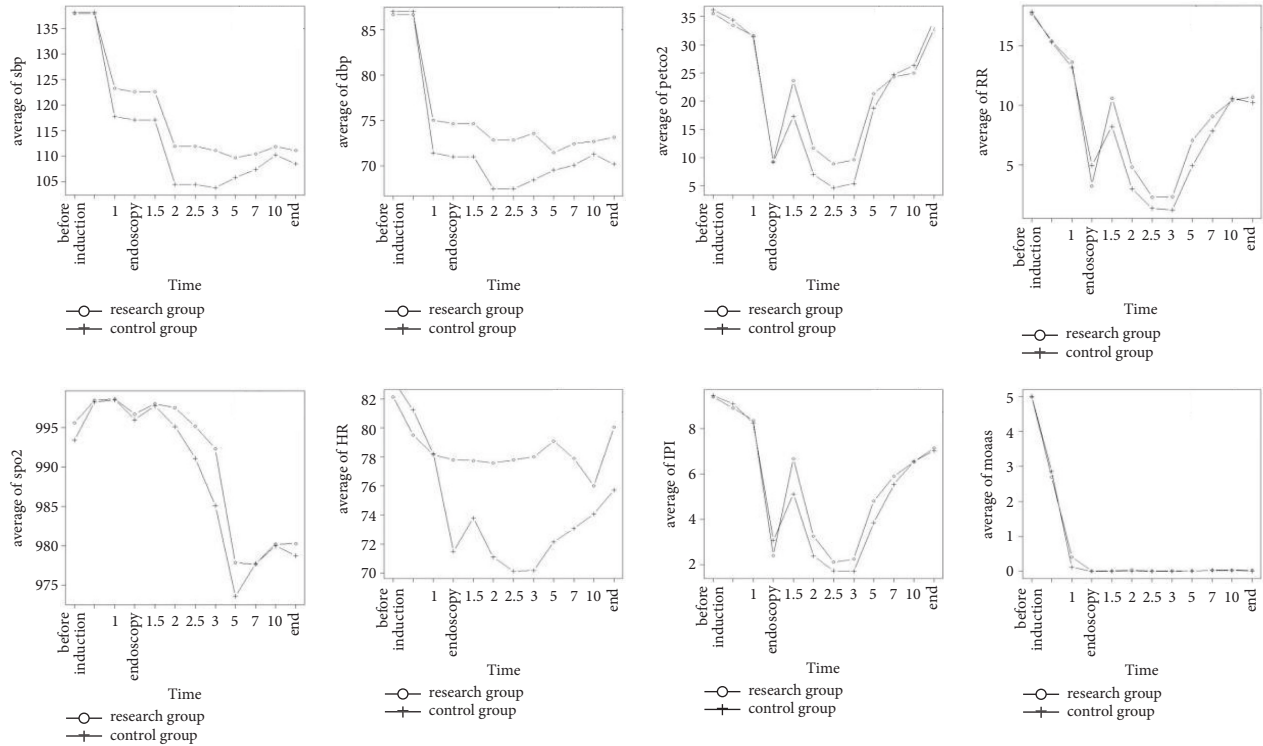 average of sbp
138
135
130
125
120
115
110
105
before
induction
1
endoscopy
1.5
2
2.5
3
5
7
10
end
Time
research group
control group
average of dbp
85
80
75
70
before
induction
1
endoscopy
1.5
2
2.5
3
5
7
10
end
Time
research group
control group
average of petco2
35
30
25
20
15
10
5
before
induction
1
endoscopy
1.5
2
2.5
3
5
7
10
end
Time
research group
control group
average of RR
15
10
5
before
induction
1
endoscopy
1.5
2
2.5
3
5
7
10
end
Time
research group
control group
average of spo2
995
990
985
980
975
before
induction
1
endoscopy
1.5
2
2.5
3
5
7
10
end
Time
research group
control group
average of HR
82
80
78
76
74
72
70
before
induction
1
endoscopy
1.5
2
2.5
3
5
7
10
end
Time
research group
control group
average of IPI
8
6
4
2
before
induction
1
endoscopy
1.5
2
2.5
3
5
7
10
end
Time
research group
control group
average of moaas
5
4
3
2
1
0
before
induction
1
endoscopy
1.5
2
2.5
3
5
7
10
end
Time
research group
control group